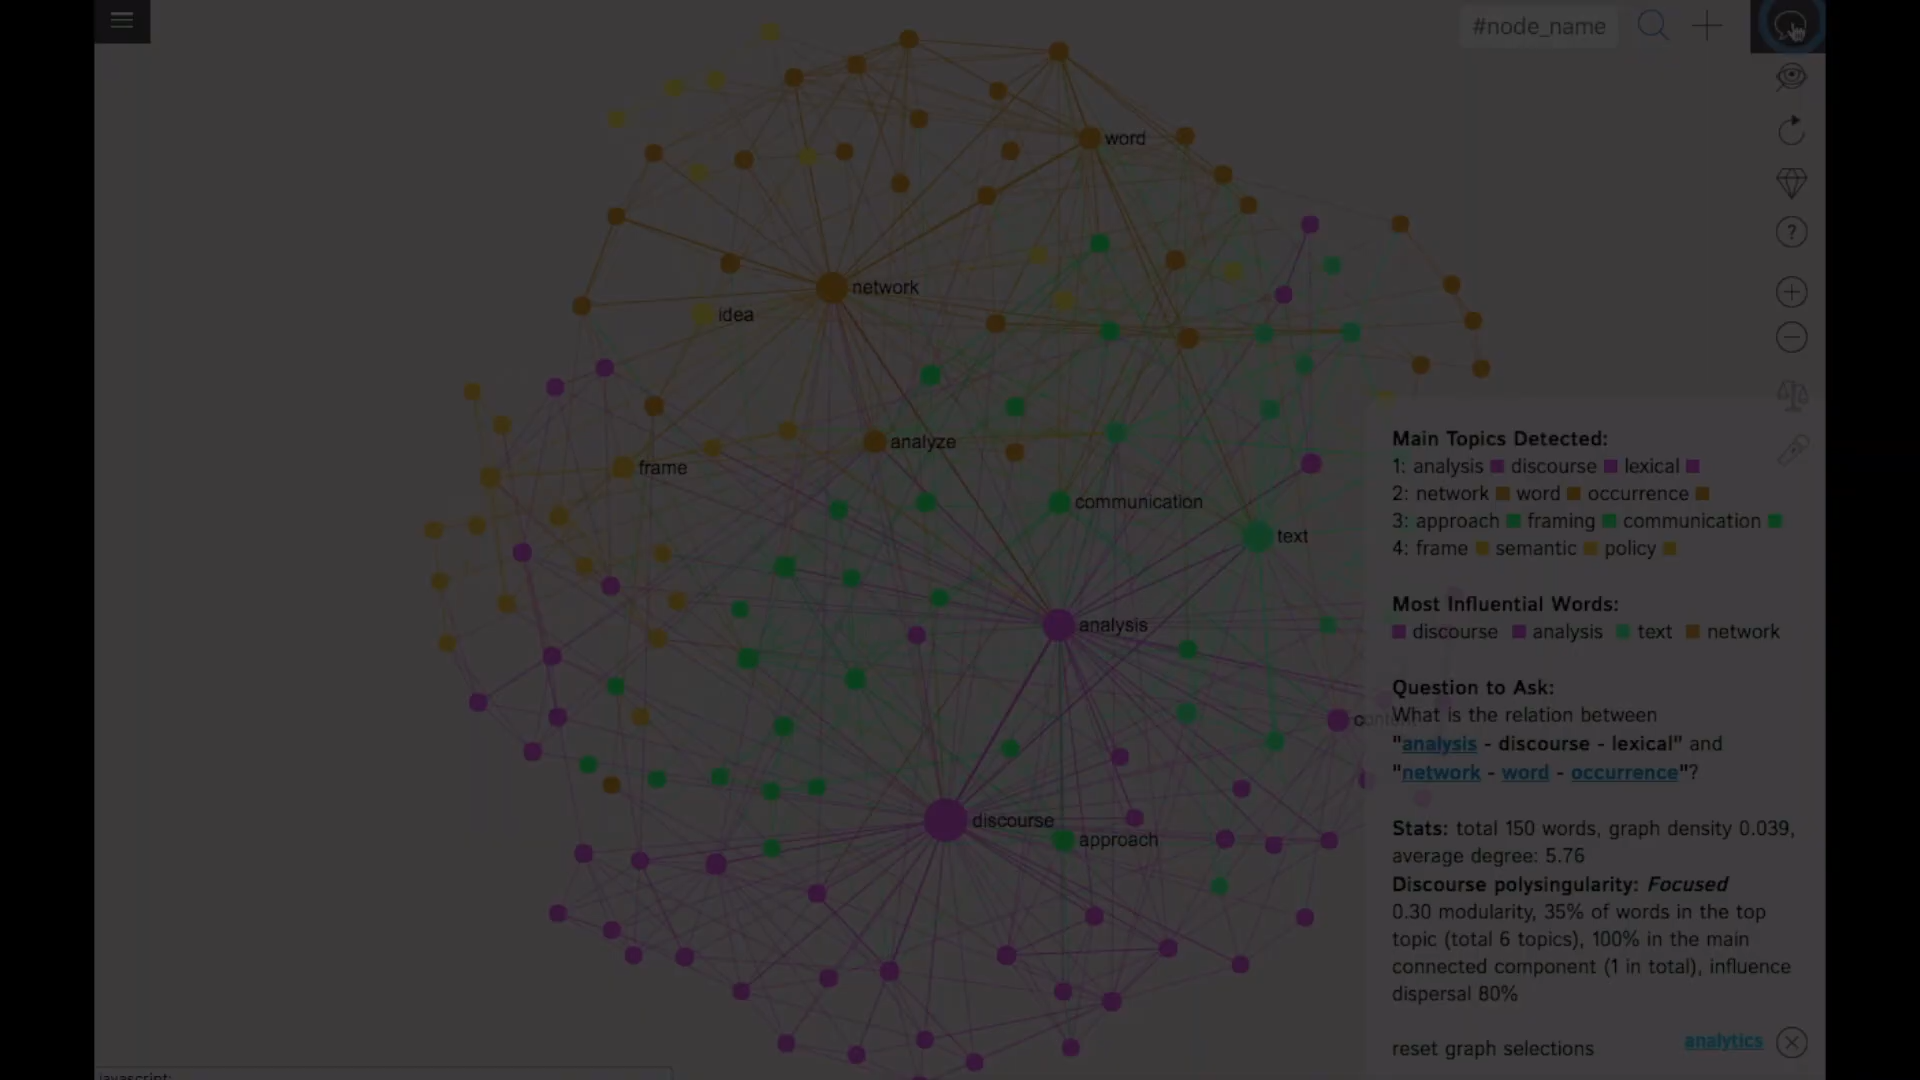 #node_name
word
network
idea
analyze
frame
communication
text
analysis
discourse
approach
Main Topics Detected:
1: analysis discourse lexical
2: network word occurrence
3: approach framing communication
4: frame semantic policy
Most Influential Words:
discourse analysis text network
Question to Ask:
What is the relation between
"analysis - discourse - lexical" and
"network - word - occurrence"?
Stats: total 150 words, graph density 0.039,
average degree: 5.76
Discourse polysingularity: Focused
0.30 modularity, 35% of words in the top
topic (total 6 topics), 100% in the main
connected component (1 in total), influence
dispersal 80%
reset graph selections
analytics
javascript: